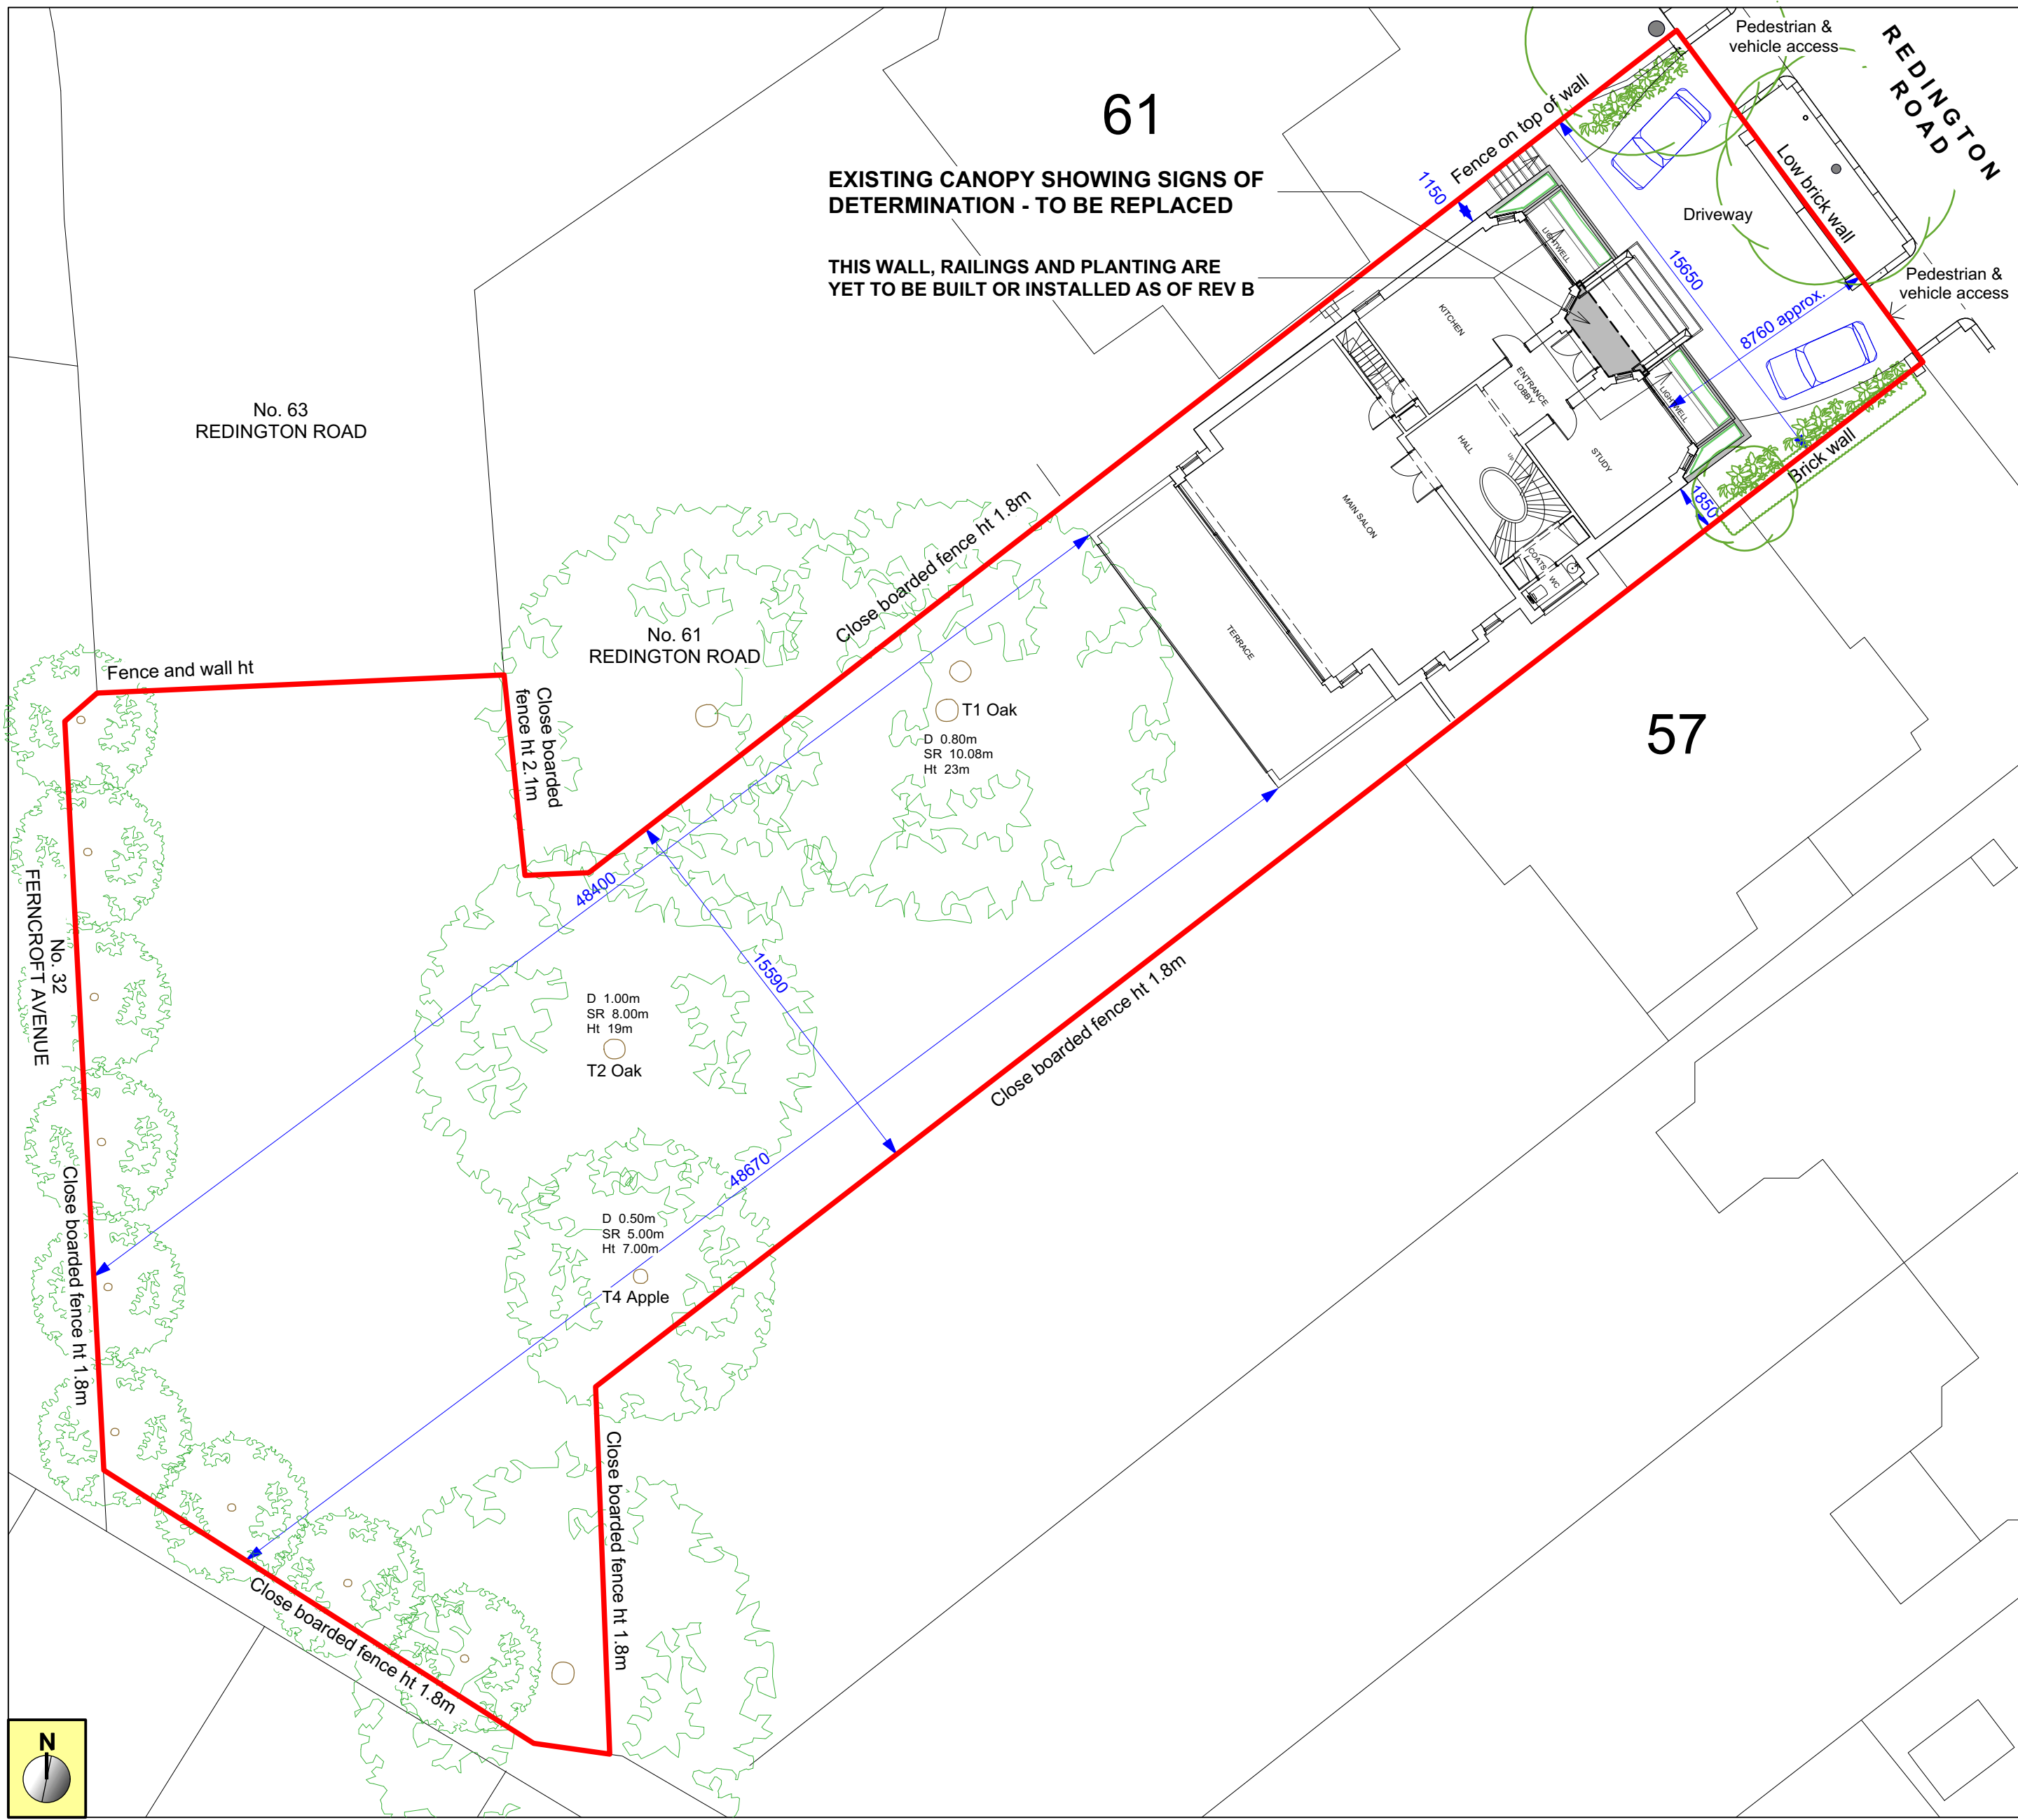 Pedestrian &
vehicle access
REDINGTON
ROAD
61
Fence on top of wall
EXISTING CANOPY SHOWING SIGNS OF
DETERMINATION - TO BE REPLACED
1150
Low brick wall
Driveway
LIGHTWELL
THIS WALL, RAILINGS AND PLANTING ARE
YET TO BE BUILT OR INSTALLED AS OF REV B
15650
Pedestrian &
vehicle access
8760 approx.
KITCHEN
ENTRANCE
LOBBY
LIGHTWELL
No. 63
REDINGTON ROAD
HALL
Up
STUDY
Brick wall
1850
MAIN SALON
COATS
WC
Close boarded fence ht 1.8m
No. 61
REDINGTON ROAD
TERRACE
Fence and wall ht
Close boarded
fence ht 2.1m
T1 Oak
D 0.80m
SR 10.08m
Ht 23m
57
48400
No. 32
FERNCROFT AVENUE
15590
D 1.00m
SR 8.00m
Ht 19m
T2 Oak
Close boarded fence ht 1.8m
48670
Close boarded fence ht 1.8m
D 0.50m
SR 5.00m
Ht 7.00m
T4 Apple
Close boarded fence ht 1.8m
Close boarded fence ht 1.8m
N